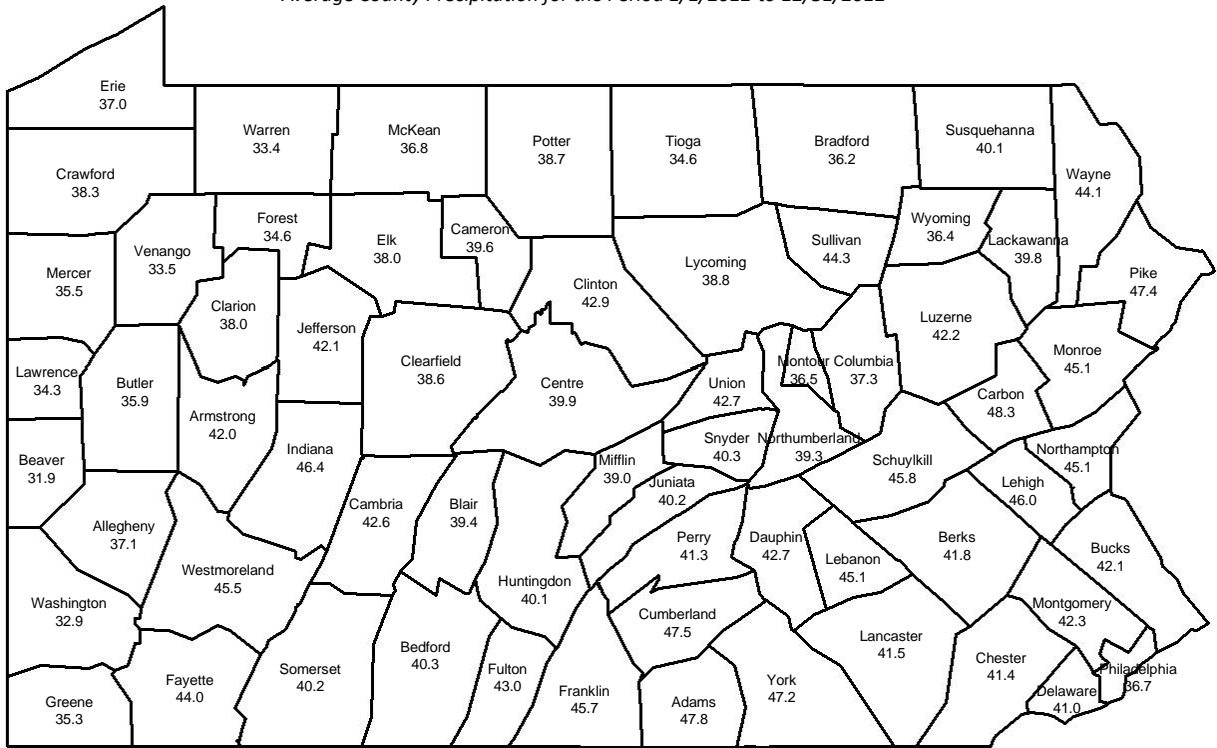 Average County Precipitation for the Period
Erie
37.0
Warren
33.4
McKean
36.8
Potter
38.7
Tioga
34.6
Bradford
36.2
Susquehanna
40.1
Crawford
38.3
Wayne
44.1
Forest
34.6
Cameron
39.6
Wyoming
36.4
Venango
33.5
Elk
38.0
Sullivan
44.3
Lackawanna
39.8
Mercer
35.5
Lycoming
38.8
Pike
47.4
Clinton
42.9
Clarion
38.0
Luzerne
42.2
Jefferson
42.1
Monroe
45.1
Clearfield
38.6
Montour
36.5
Columbia
37.3
Lawrence
34.3
Butler
35.9
Centre
39.9
Union
42.7
Carbon
48.3
Armstrong
42.0
Snyder
40.3
Northumberland
39.3
Indiana
46.4
Northampton
45.1
Beaver
31.9
Mifflin
39.0
Schuylkill
45.8
Juniata
40.2
Lehigh
46.0
Cambria
42.6
Blair
39.4
Allegheny
37.1
Perry
41.3
Dauphin
42.7
Berks
41.8
Bucks
42.1
Lebanon
45.1
Westmoreland
45.5
Huntingdon
40.1
Washington
32.9
Montgomery
42.3
Cumberland
47.5
Lancaster
41.5
Bedford
40.3
Chester
41.4
Somerset
40.2
Fulton
43.0
Philadelphia
36.7
Fayette
44.0
York
47.2
Franklin
45.7
Delaware
41.0
Greene
35.3
Adams
47.8